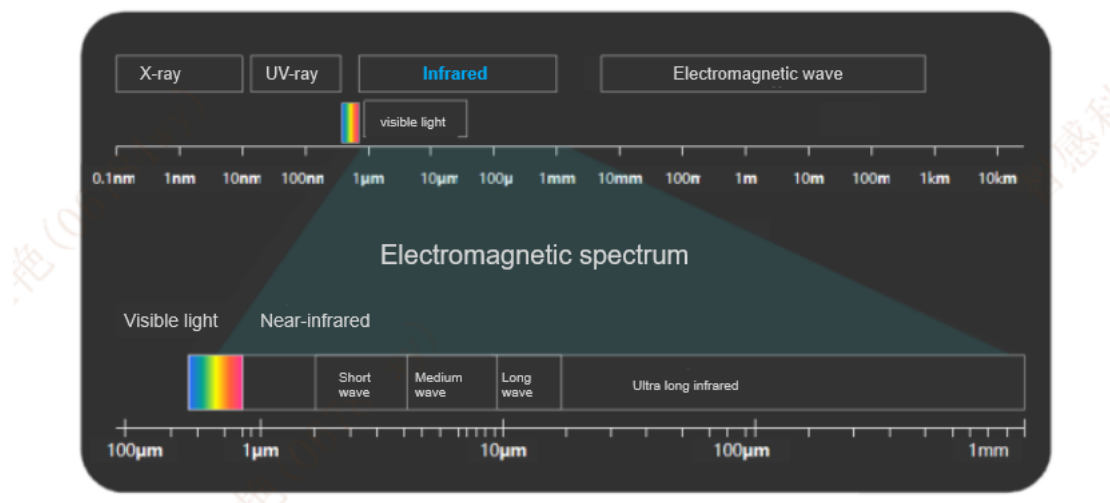 X-ray
UV-ray
Infrared
Electromagnetic wave
visible light
0.1nm 1nm 10nm 100nm 1μm 10μm 100μ 1mm 10mm 100m 1m 10m 100m 1km 10km
Electromagnetic spectrum
Visible light
Near-infrared
Short
wave
Medium
wave
Long
wave
Ultra long infrared
100μm 1μm 10μm 100μm 1mm